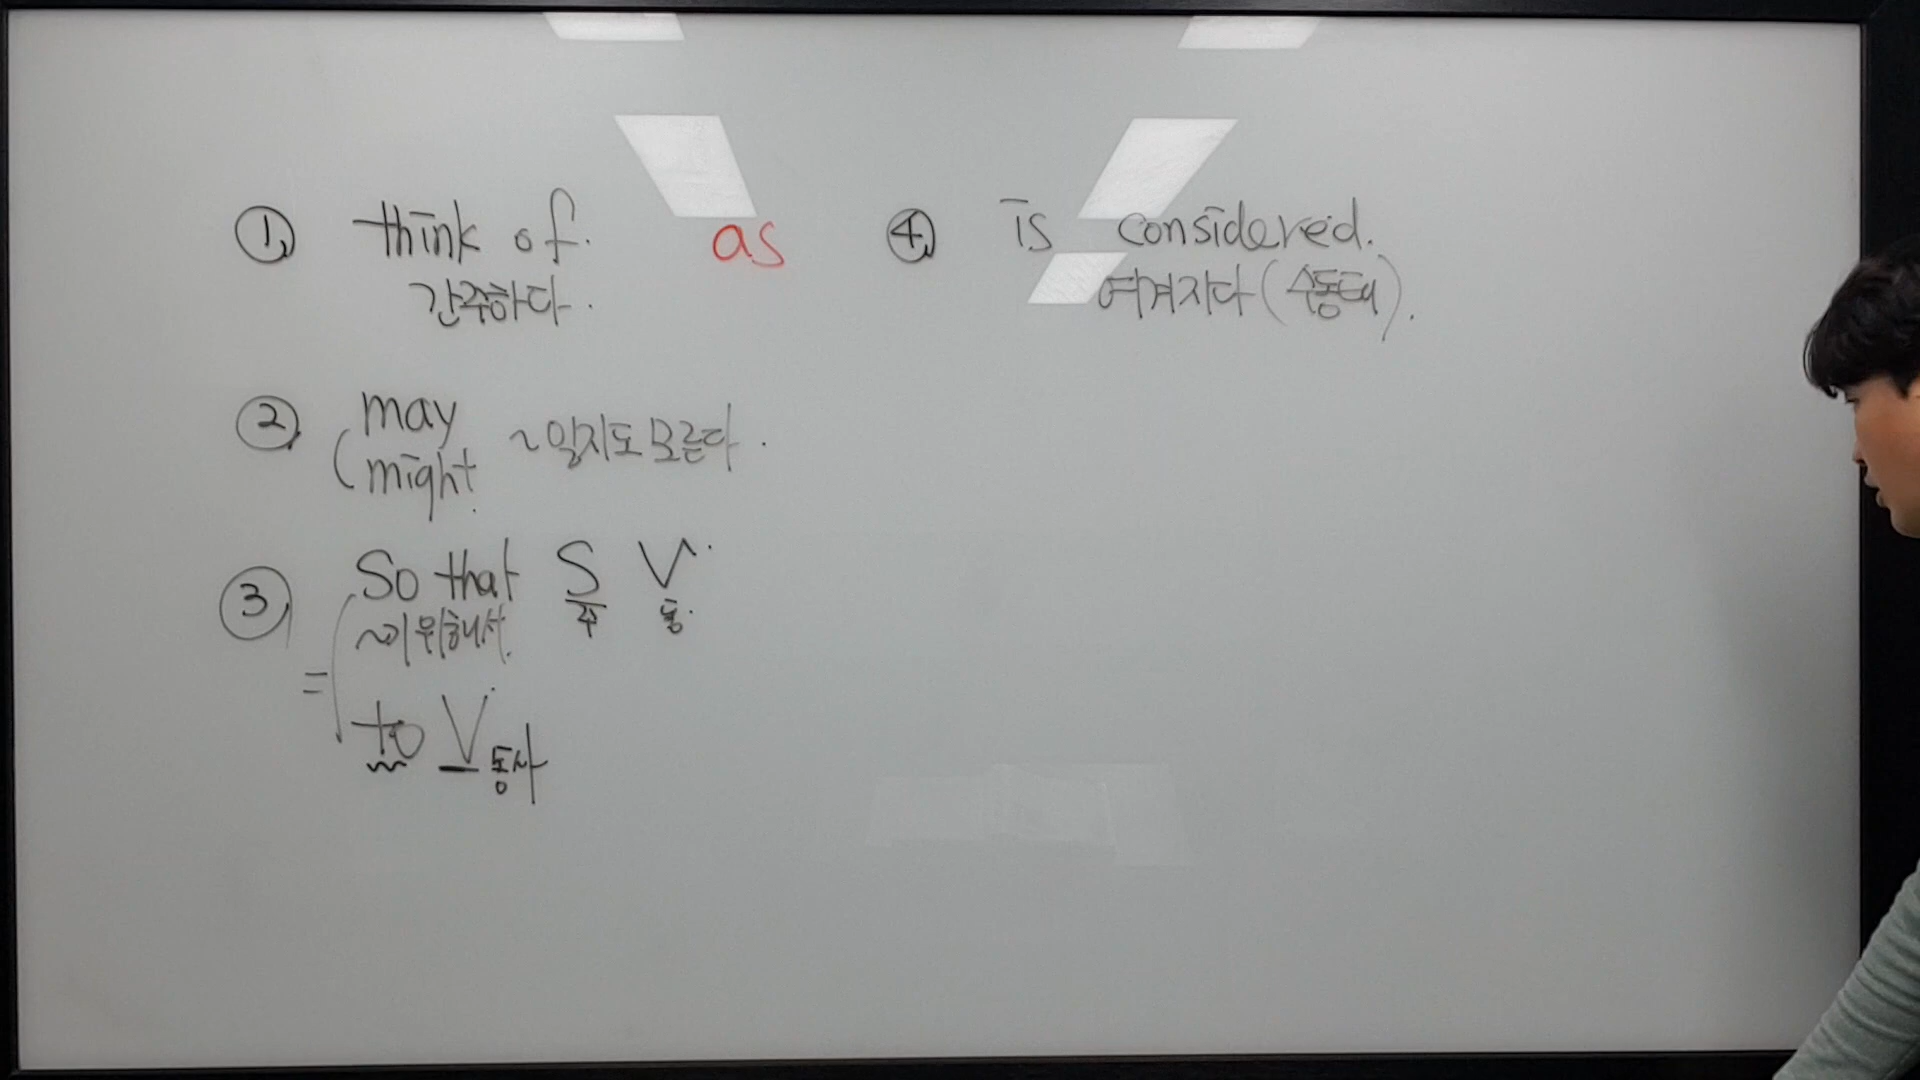 ① think of. as
간주하다.
② may
might. ~일지도 모른다.
③ So that S V.
~기 위해서. 주 동.
= to V 동사
④ is considered.
여겨지다 (수동태).